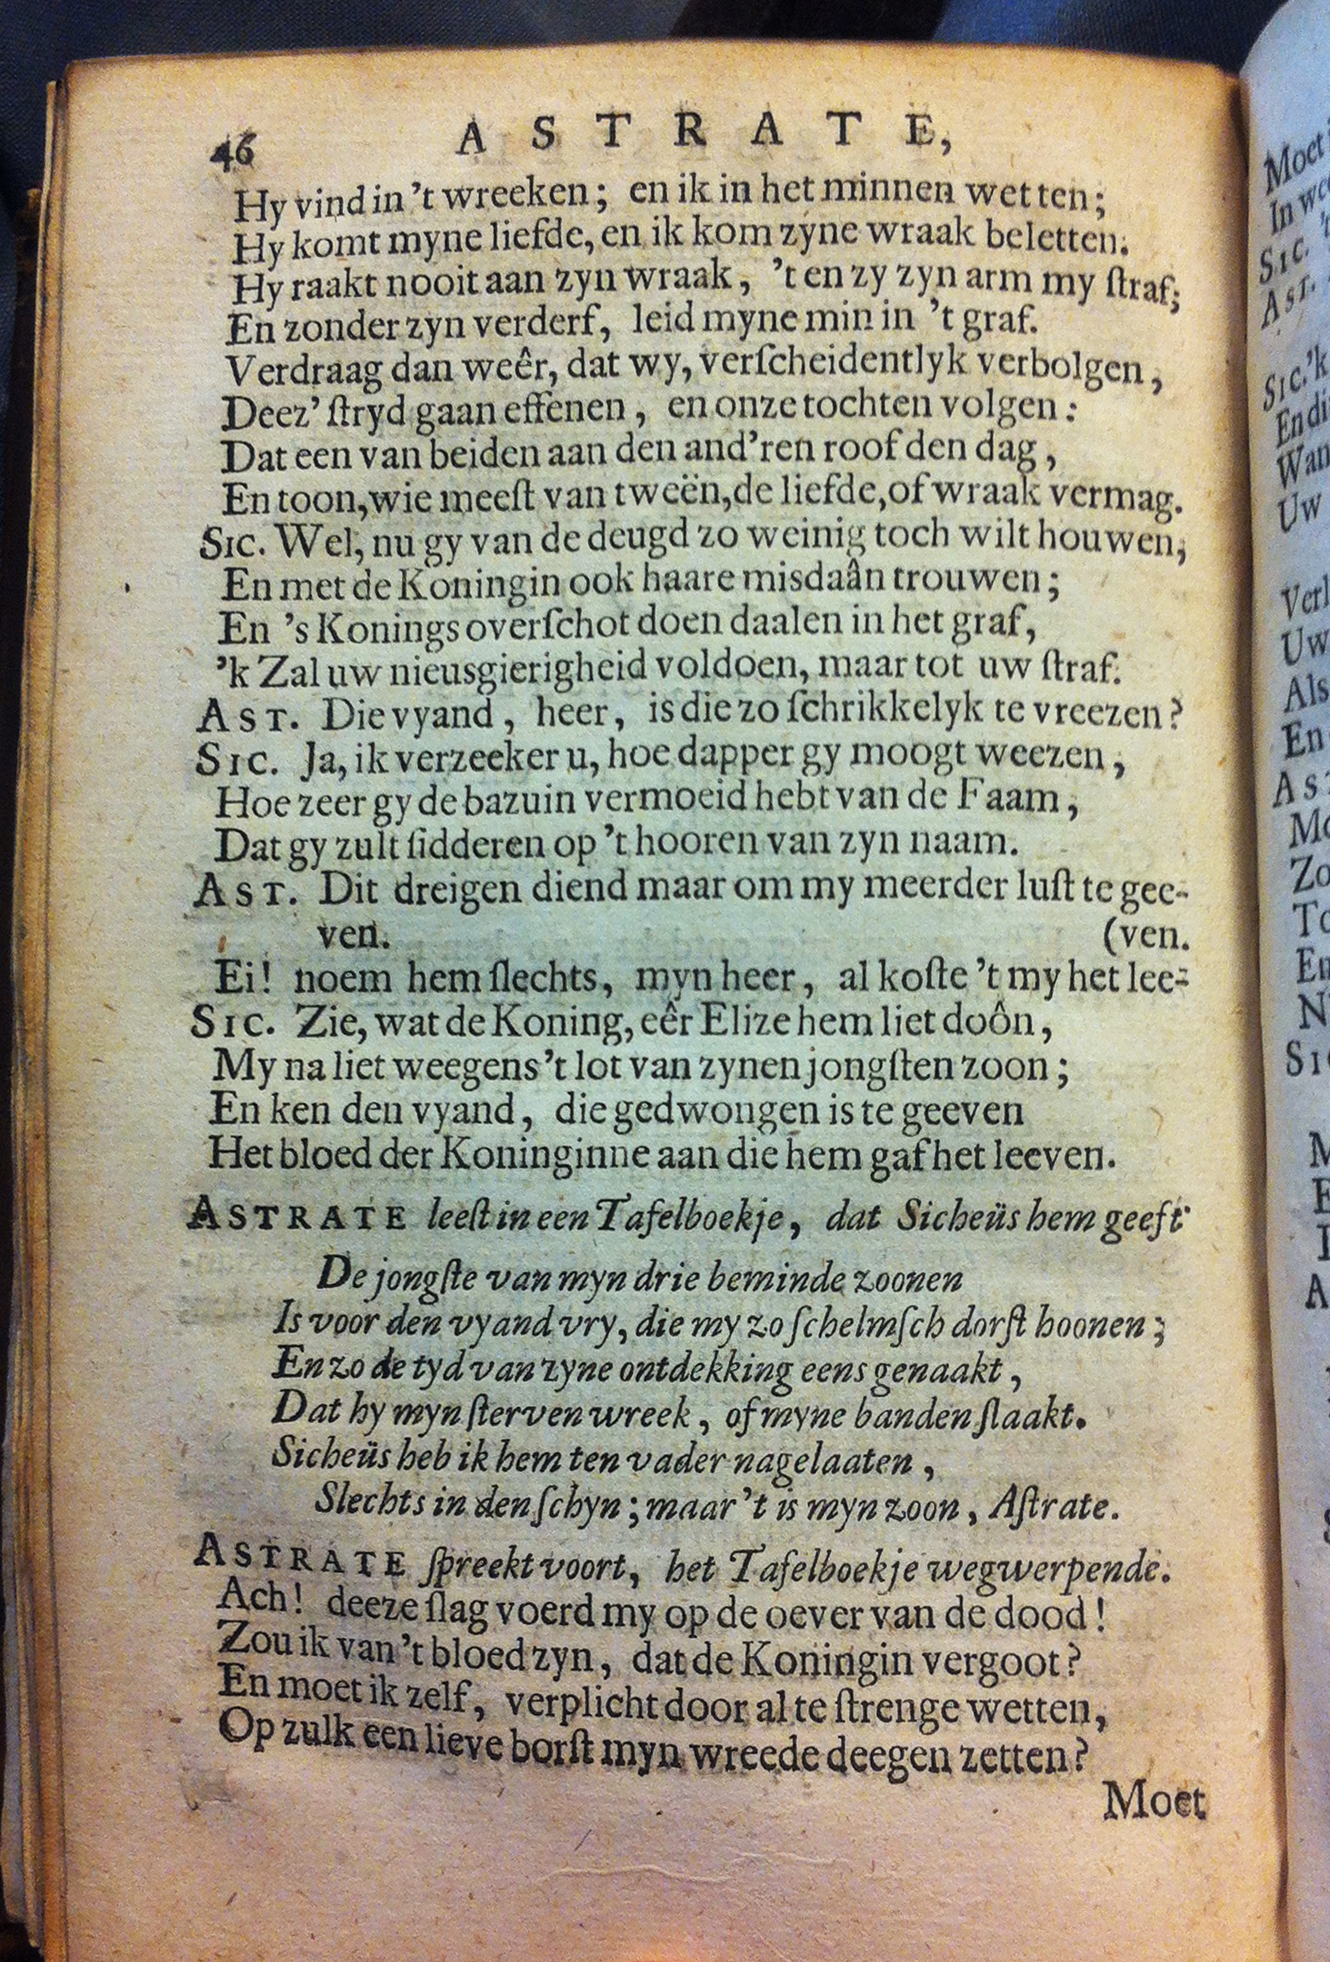 46 ASTRATE,
Hy vind in 't wreeken; en ik in het minnen wetten;
Hy komt myne liefde, en ik kom zyne wraak beletten.
Hy raakt nooit aan zyn wraak, 't en zy zyn arm my ſtraf;
En zonder zyn verderf, leid myne min in 't graf.
Verdraag dan weêr, dat wy, verſcheidentlyk verbolgen,
Deez' ſtryd gaan effenen, en onze tochten volgen:
Dat een van beiden aan den and'ren roof den dag,
En toon, wie meeſt van tweën, de liefde, of wraak vermag.
SIC. Wel, nu gy van de deugd zo weinig toch wilt houwen,
En met de Koningin ook haare misdaân trouwen;
En 's Konings overſchot doen daalen in het graf,
'k Zal uw nieusgierigheid voldoen, maar tot uw ſtraf.
AST. Die vyand, heer, is die zo ſchrikkelyk te vreezen?
SIC. Ja, ik verzeeker u, hoe dapper gy moogt weezen,
Hoe zeer gy de bazuin vermoeid hebt van de Faam,
Dat gy zult ſidderen op 't hooren van zyn naam.
AST. Dit dreigen diend maar om my meerder luſt te gee-
ven. (ven.
Ei! noem hem ſlechts, myn heer, al koſte 't my het lee-
SIC. Zie, wat de Koning, eêr Elize hem liet doôn,
My na liet weegens 't lot van zynen jongſten zoon;
En ken den vyand, die gedwongen is te geeven
Het bloed der Koninginne aan die hem gaf het leeven.
ASTRATE leeſt in een Tafelboekje, dat Sicheüs hem geeft
De jongſte van myn drie beminde zoonen
Is voor den vyand vry, die my zo ſchelmſch dorſt hoonen;
En zo de tyd van zyne ontdekking eens genaakt,
Dat hy myn ſterven wreek, of myne banden ſlaakt.
Sicheüs heb ik hem ten vader nagelaaten,
Slechts in den ſchyn; maar 't is myn zoon, Aſtrate.
ASTRATE ſpreekt voort, het Tafelboekje wegwerpende.
Ach! deeze ſlag voerd my op de oever van de dood!
Zou ik van 't bloed zyn, dat de Koningin vergoot?
En moet ik zelf, verplicht door al te ſtrenge wetten,
Op zulk een lieve borſt myn wreede deegen zetten?
Moet
Moet
SIC.
AST.
SIC. 'k
Uw
Uw
Als
En
SIC